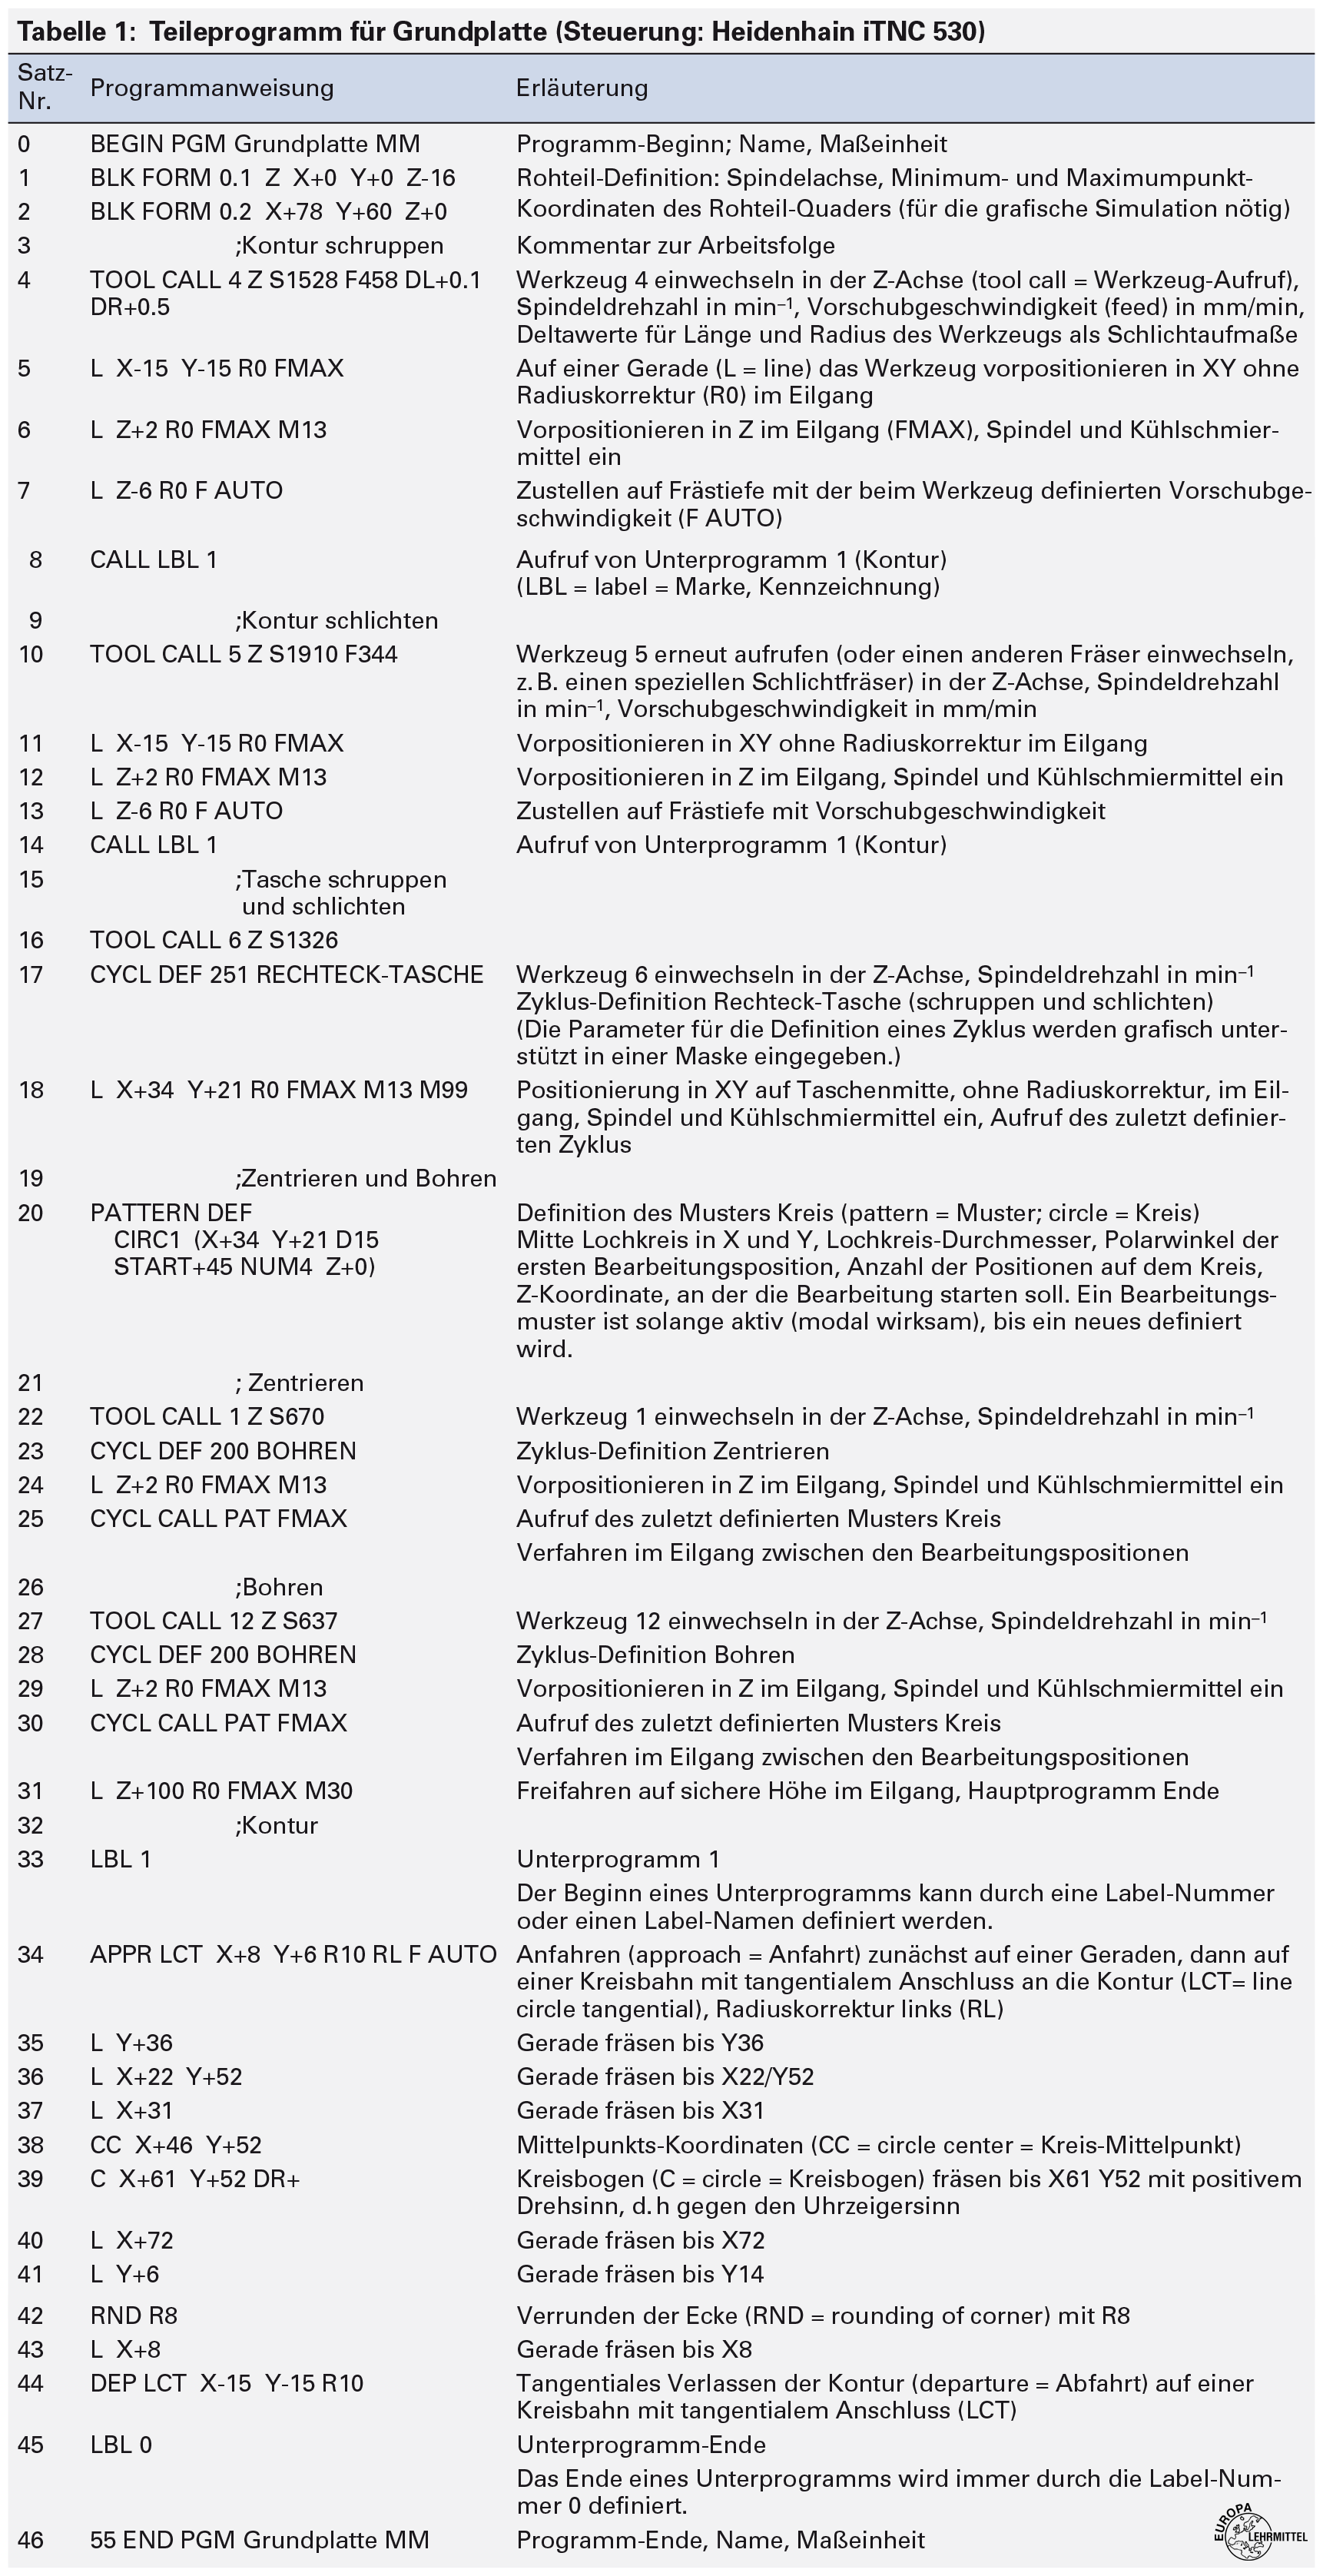 Tabelle 1: Teileprogramm für Grundplatte (Steuerung: Heidenhain iTNC 530)
Satz-
Nr. Programmanweisung Erläuterung
0 BEGIN PGM Grundplatte MM Programm-Beginn; Name, Maßeinheit
1 BLK FORM 0.1 Z X+0 Y+0 Z-16 Rohteil-Definition: Spindelachse, Minimum- und Maximumpunkt-
2 BLK FORM 0.2 X+78 Y+60 Z+0 Koordinaten des Rohteil-Quaders (für die grafische Simulation nötig)
3 ;Kontur schruppen Kommentar zur Arbeitsfolge
4 TOOL CALL 4 Z S1528 F458 DL+0.1 Werkzeug 4 einwechseln in der Z-Achse (tool call = Werkzeug-Aufruf),
DR+0.5 Spindeldrehzahl in min–1, Vorschubgeschwindigkeit (feed) in mm/min,
Deltawerte für Länge und Radius des Werkzeugs als Schlichtaufmaße
5 L X-15 Y-15 R0 FMAX Auf einer Gerade (L = line) das Werkzeug vorpositionieren in XY ohne
Radiuskorrektur (R0) im Eilgang
6 L Z+2 R0 FMAX M13 Vorpositionieren in Z im Eilgang (FMAX), Spindel und Kühlschmier-
mittel ein
7 L Z-6 R0 F AUTO Zustellen auf Frästiefe mit der beim Werkzeug definierten Vorschubge-
schwindigkeit (F AUTO)
8 CALL LBL 1 Aufruf von Unterprogramm 1 (Kontur)
(LBL = label = Marke, Kennzeichnung)
9 ;Kontur schlichten
10 TOOL CALL 5 Z S1910 F344 Werkzeug 5 erneut aufrufen (oder einen anderen Fräser einwechseln,
z. B. einen speziellen Schlichtfräser) in der Z-Achse, Spindeldrehzahl
in min–1, Vorschubgeschwindigkeit in mm/min
11 L X-15 Y-15 R0 FMAX Vorpositionieren in XY ohne Radiuskorrektur im Eilgang
12 L Z+2 R0 FMAX M13 Vorpositionieren in Z im Eilgang, Spindel und Kühlschmiermittel ein
13 L Z-6 R0 F AUTO Zustellen auf Frästiefe mit Vorschubgeschwindigkeit
14 CALL LBL 1 Aufruf von Unterprogramm 1 (Kontur)
15 ;Tasche schruppen
und schlichten
16 TOOL CALL 6 Z S1326
17 CYCL DEF 251 RECHTECK-TASCHE Werkzeug 6 einwechseln in der Z-Achse, Spindeldrehzahl in min–1
Zyklus-Definition Rechteck-Tasche (schruppen und schlichten)
(Die Parameter für die Definition eines Zyklus werden grafisch unter-
stützt in einer Maske eingegeben.)
18 L X+34 Y+21 R0 FMAX M13 M99 Positionierung in XY auf Taschenmitte, ohne Radiuskorrektur, im Eil-
gang, Spindel und Kühlschmiermittel ein, Aufruf des zuletzt definier-
ten Zyklus
19 ;Zentrieren und Bohren
20 PATTERN DEF Definition des Musters Kreis (pattern = Muster; circle = Kreis)
CIRC1 (X+34 Y+21 D15 Mitte Lochkreis in X und Y, Lochkreis-Durchmesser, Polarwinkel der
START+45 NUM4 Z+0) ersten Bearbeitungsposition, Anzahl der Positionen auf dem Kreis,
Z-Koordinate, an der die Bearbeitung starten soll. Ein Bearbeitungs-
muster ist solange aktiv (modal wirksam), bis ein neues definiert
wird.
21 ; Zentrieren
22 TOOL CALL 1 Z S670 Werkzeug 1 einwechseln in der Z-Achse, Spindeldrehzahl in min–1
23 CYCL DEF 200 BOHREN Zyklus-Definition Zentrieren
24 L Z+2 R0 FMAX M13 Vorpositionieren in Z im Eilgang, Spindel und Kühlschmiermittel ein
25 CYCL CALL PAT FMAX Aufruf des zuletzt definierten Musters Kreis
Verfahren im Eilgang zwischen den Bearbeitungspositionen
26 ;Bohren
27 TOOL CALL 12 Z S637 Werkzeug 12 einwechseln in der Z-Achse, Spindeldrehzahl in min–1
28 CYCL DEF 200 BOHREN Zyklus-Definition Bohren
29 L Z+2 R0 FMAX M13 Vorpositionieren in Z im Eilgang, Spindel und Kühlschmiermittel ein
30 CYCL CALL PAT FMAX Aufruf des zuletzt definierten Musters Kreis
Verfahren im Eilgang zwischen den Bearbeitungspositionen
31 L Z+100 R0 FMAX M30 Freifahren auf sichere Höhe im Eilgang, Hauptprogramm Ende
32 ;Kontur
33 LBL 1 Unterprogramm 1
Der Beginn eines Unterprogramms kann durch eine Label-Nummer
oder einen Label-Namen definiert werden.
34 APPR LCT X+8 Y+6 R10 RL F AUTO Anfahren (approach = Anfahrt) zunächst auf einer Geraden, dann auf
einer Kreisbahn mit tangentialem Anschluss an die Kontur (LCT= line
circle tangential), Radiuskorrektur links (RL)
35 L Y+36 Gerade fräsen bis Y36
36 L X+22 Y+52 Gerade fräsen bis X22/Y52
37 L X+31 Gerade fräsen bis X31
38 CC X+46 Y+52 Mittelpunkts-Koordinaten (CC = circle center = Kreis-Mittelpunkt)
39 C X+61 Y+52 DR+ Kreisbogen (C = circle = Kreisbogen) fräsen bis X61 Y52 mit positivem
Drehsinn, d. h gegen den Uhrzeigersinn
40 L X+72 Gerade fräsen bis X72
41 L Y+6 Gerade fräsen bis Y14
42 RND R8 Verrunden der Ecke (RND = rounding of corner) mit R8
43 L X+8 Gerade fräsen bis X8
44 DEP LCT X-15 Y-15 R10 Tangentiales Verlassen der Kontur (departure = Abfahrt) auf einer
Kreisbahn mit tangentialem Anschluss (LCT)
45 LBL 0 Unterprogramm-Ende
Das Ende eines Unterprogramms wird immer durch die Label-Num-
mer 0 definiert.
46 55 END PGM Grundplatte MM Programm-Ende, Name, Maßeinheit
EUROPA
LEHRMITTEL